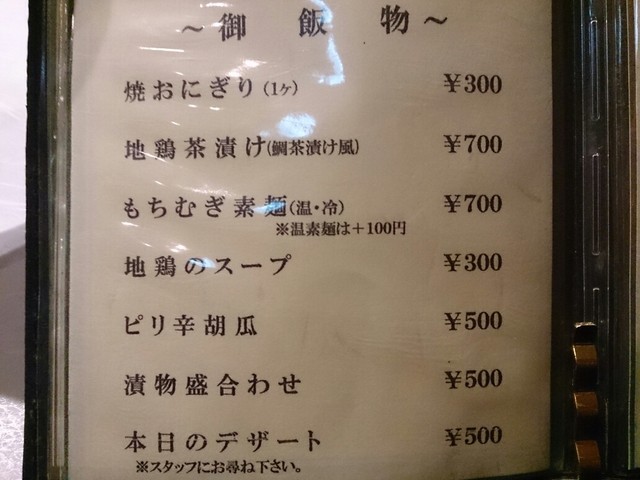 ～御飯物～
焼おにぎり(1ヶ) ¥300
地鶏茶漬け(鯛茶漬け風) ¥700
もちむぎ素麺(温・冷) ¥700
※温素麺は＋100円
地鶏のスープ ¥300
ピリ辛胡瓜 ¥500
漬物盛合わせ ¥500
本日のデザート ¥500
※スタッフにお尋ね下さい。